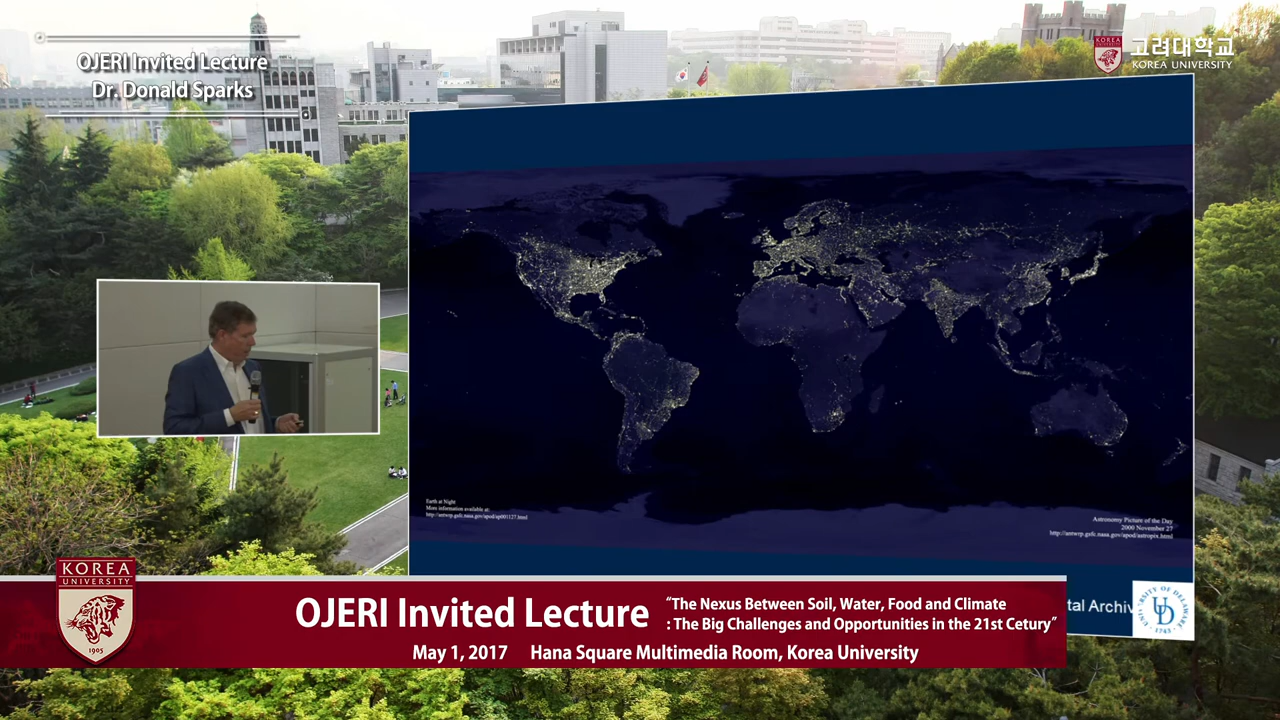 OJERI Invited Lecture
Dr. Donald Sparks
KOREA
고려대학교
KOREA UNIVERSITY
Earth at Night
More information available at:
http://antwrp.gsfc.nasa.gov/apod/ap001127.html
Astronomy Picture of the Day
2000 November 27
http://antwrp.gsfc.nasa.gov/apod/astropix.html
tal Archiv
UD
1743
KOREA
UNIVERSITY
1905
OJERI Invited Lecture
“The Nexus Between Soil, Water, Food and Climate
: The Big Challenges and Opportunities in the 21st Cetury”
May 1, 2017 Hana Square Multimedia Room, Korea University